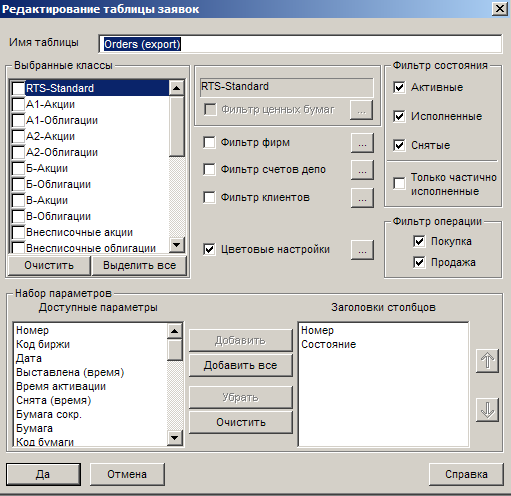 Редактирование таблицы заявок
Имя таблицы
Orders (export)
Выбранные классы
RTS-Standard
А1-Акции
А1-Облигации
А2-Акции
А2-Облигации
Б-Акции
Б-Облигации
В-Акции
В-Облигации
Внесписочные акции
Внесписочные облигации
Очистить
Выделить все
RTS-Standard
Фильтр ценных бумаг
...
Фильтр фирм
...
Фильтр счетов депо
...
Фильтр клиентов
...
Цветовые настройки
...
Фильтр состояния
Активные
Исполненные
Снятые
Только частично
исполненные
Фильтр операции
Покупка
Продажа
Набор параметров
Доступные параметры
Номер
Код биржи
Дата
Выставлена (время)
Время активации
Снята (время)
Бумага сокр.
Бумага
Код бумаги
Добавить
Добавить все
Убрать
Очистить
Заголовки столбцов
Номер
Состояние
Да
Отмена
Справка